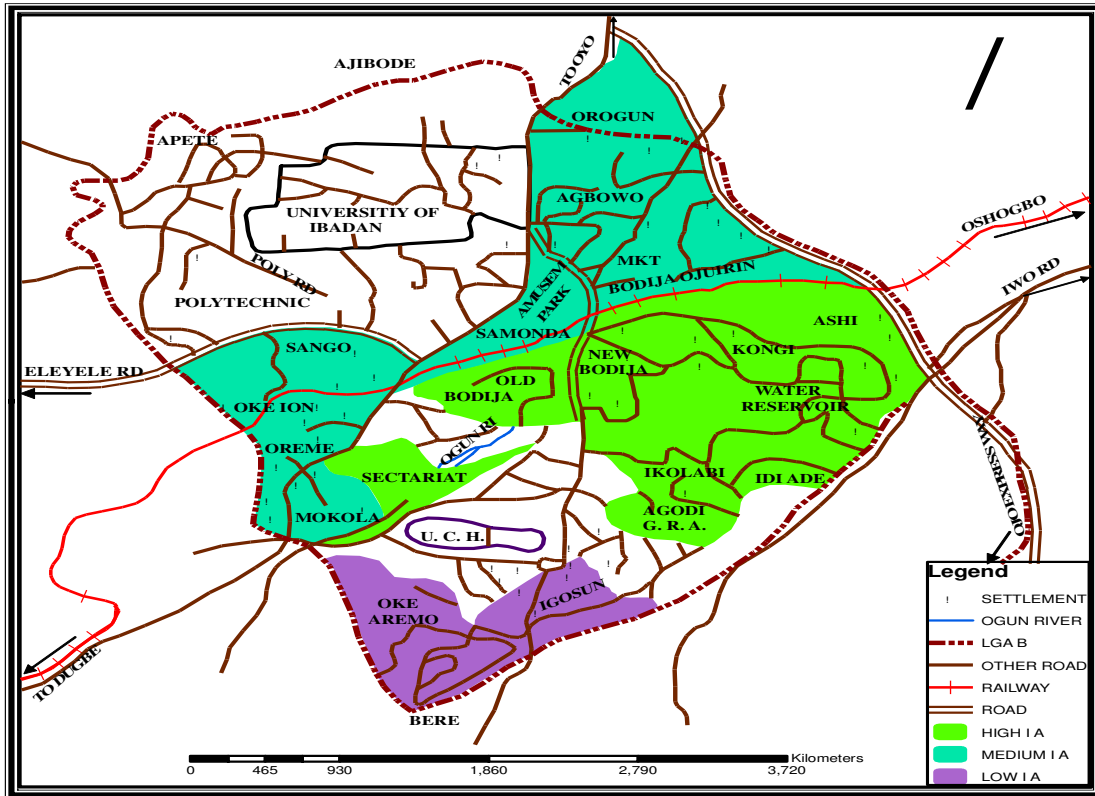 AJIBODE
TO OYO
OROGUN
APETE
AGBOWO
UNIVERSITIY OF
IBADAN
OSHOGBO
POLY RD
MKT
BODIJA OJUIRIN
IWO RD
POLYTECHNIC
AMUSEM
PARK
SAMONDA
ASHI
SANGO
KONGI
NEW
BODIJA
ELEYELE RD
OLD
BODIJA
WATER
RESERVOIR
OKE ION
OREME
OGUN RI
SECTARIAT
IKOLABI
IDI ADE
MOKOLA
AGODI
G. R. A.
U. C. H.
OJOO EXPRESS WAY
OKE
AREMO
IGOSUN
TO DUGBE
BERE
Legend
SETTLEMENT
OGUN RIVER
LGA B
OTHER ROAD
RAILWAY
ROAD
HIGH I A
MEDIUM I A
LOW I A
Kilometers
0 465 930 1,860 2,790 3,720